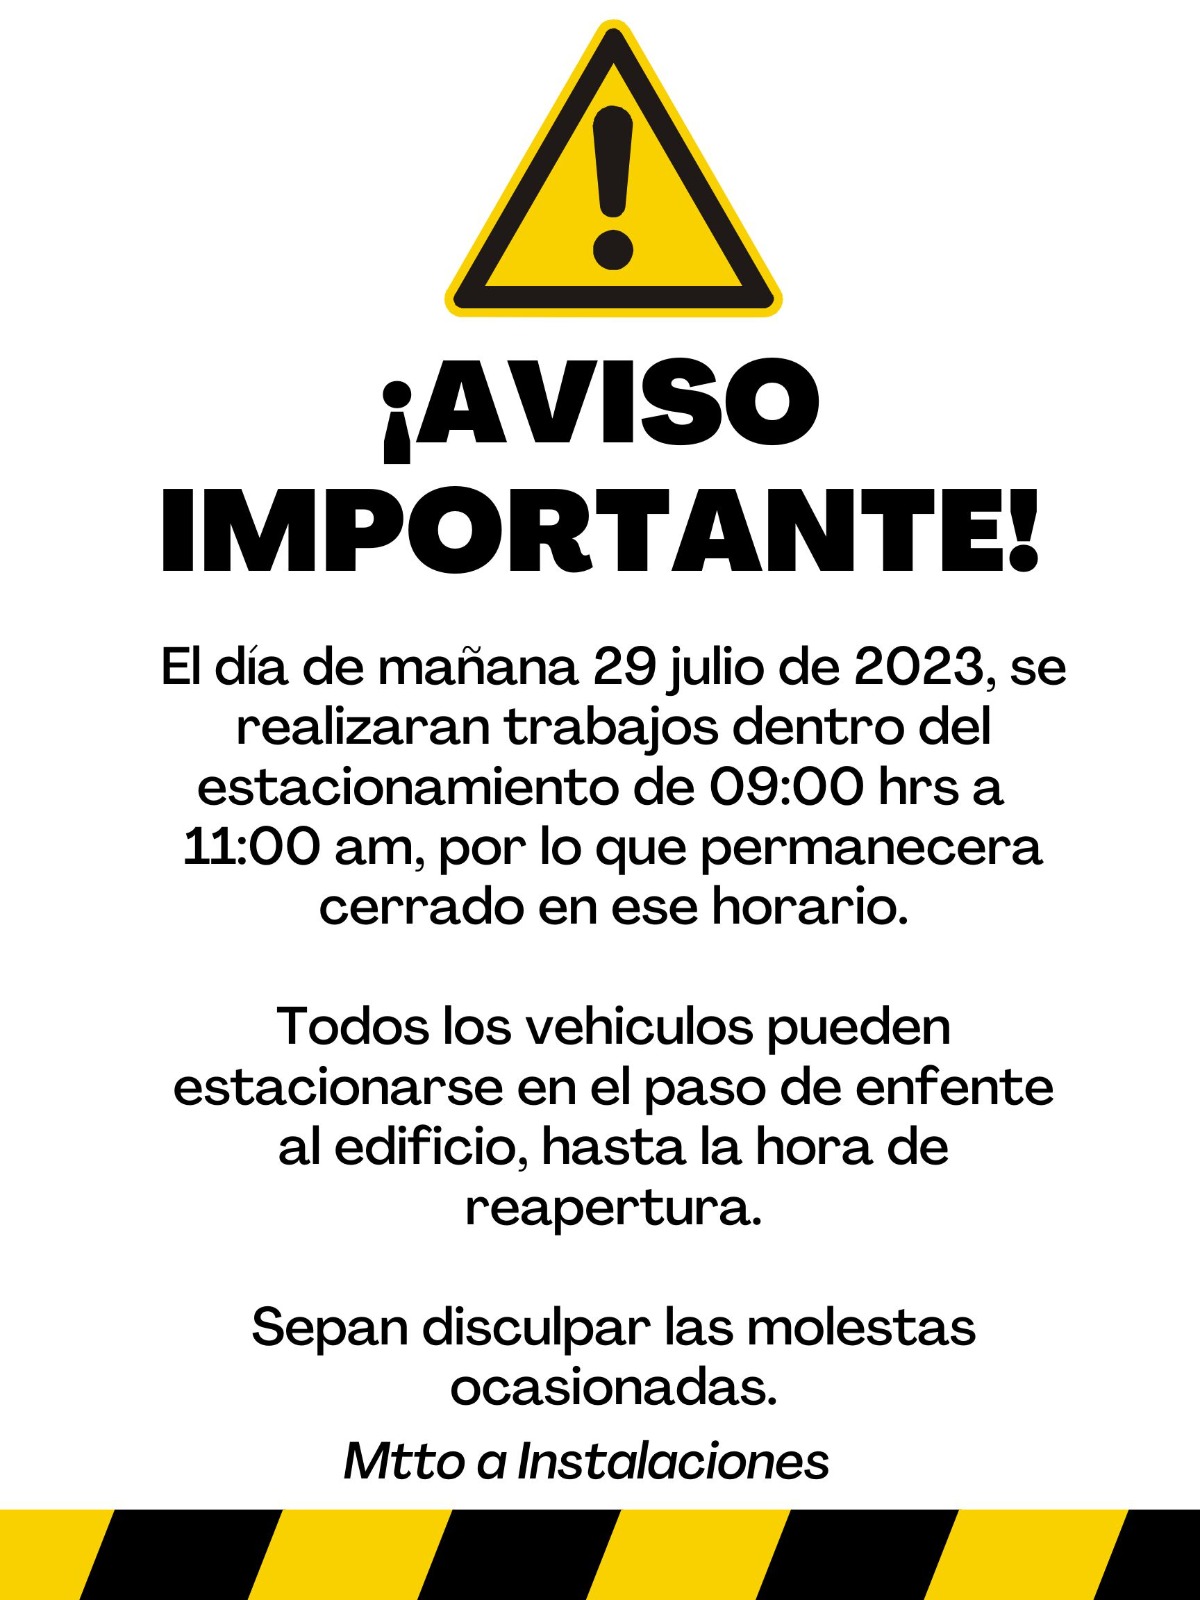 ¡AVISO
IMPORTANTE!
El día de mañana 29 julio de 2023, se
realizaran trabajos dentro del
estacionamiento de 09:00 hrs a
11:00 am, por lo que permanecera
cerrado en ese horario.
Todos los vehiculos pueden
estacionarse en el paso de enfente
al edificio, hasta la hora de
reapertura.
Sepan disculpar las molestas
ocasionadas.
Mtto a Instalaciones